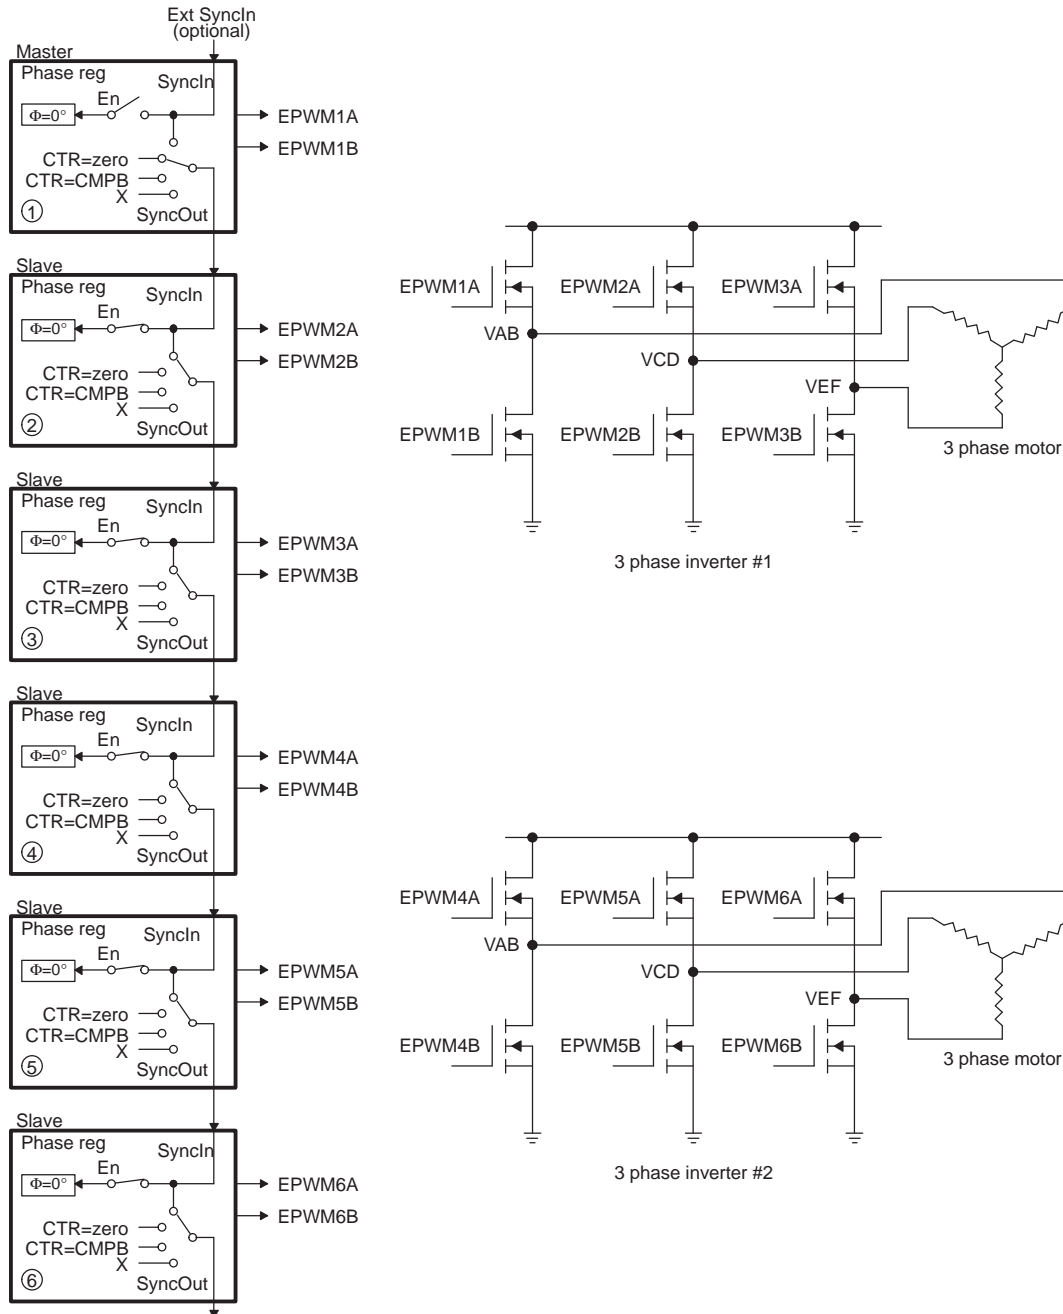 Ext SyncIn
(optional)
Master
Phase reg
SyncIn
En
Φ=0°
EPWM1A
EPWM1B
CTR=zero
CTR=CMPB
X
1
SyncOut
Slave
Phase reg
SyncIn
En
Φ=0°
EPWM2A
EPWM2B
CTR=zero
CTR=CMPB
X
2
SyncOut
Slave
Phase reg
SyncIn
En
Φ=0°
EPWM3A
EPWM3B
CTR=zero
CTR=CMPB
X
3
SyncOut
Slave
Phase reg
SyncIn
En
Φ=0°
EPWM4A
EPWM4B
CTR=zero
CTR=CMPB
X
4
SyncOut
Slave
Phase reg
SyncIn
En
Φ=0°
EPWM5A
EPWM5B
CTR=zero
CTR=CMPB
X
5
SyncOut
Slave
Phase reg
SyncIn
En
Φ=0°
EPWM6A
EPWM6B
CTR=zero
CTR=CMPB
X
6
SyncOut
EPWM1A
EPWM2A
EPWM3A
VAB
VCD
VEF
EPWM1B
EPWM2B
EPWM3B
3 phase motor
3 phase inverter #1
EPWM4A
EPWM5A
EPWM6A
VAB
VCD
VEF
EPWM4B
EPWM5B
EPWM6B
3 phase motor
3 phase inverter #2